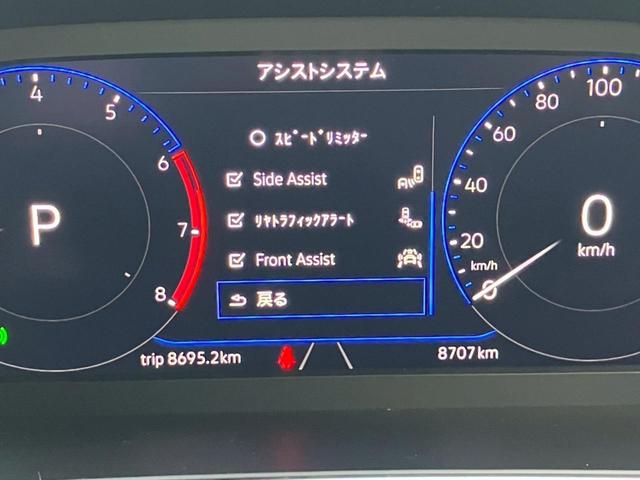 アシストシステム
4
5
6
7
8
P
スピードリミッター
Side Assist
リヤトラフィックアラート
Front Assist
戻る
100
80
60
40
20
km/h
0
0
km/h
trip 8695.2km
8707km